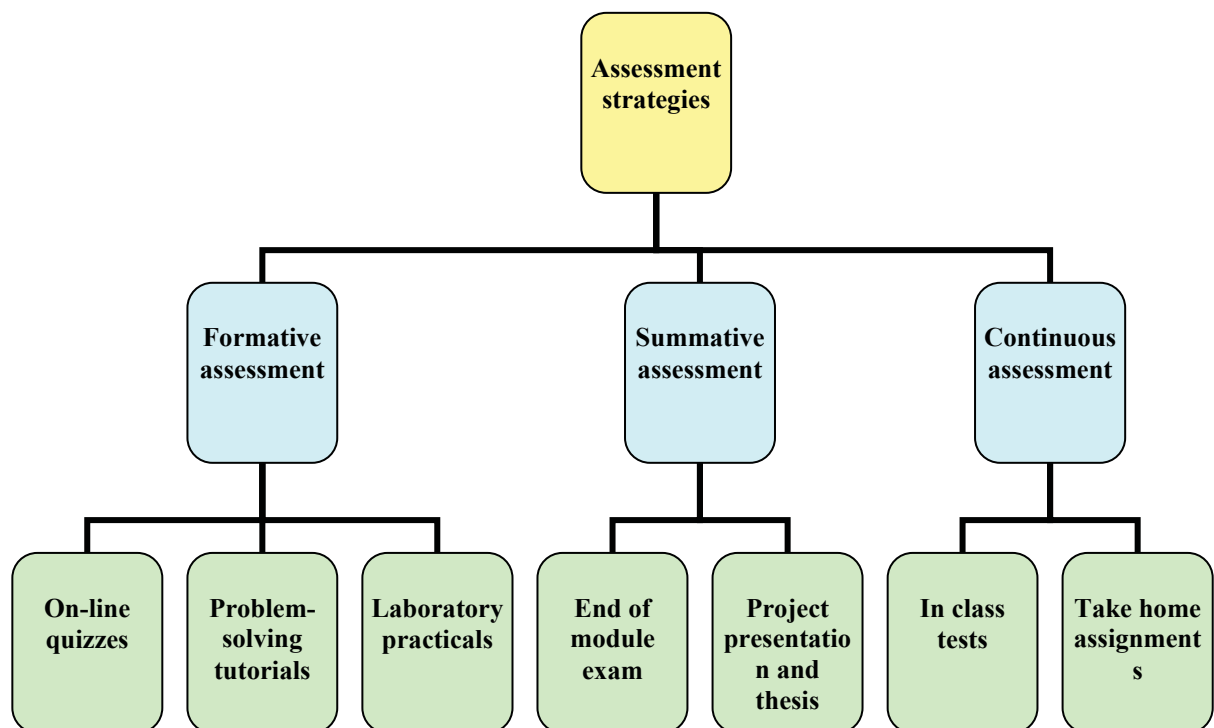 Assessment
strategies
Formative
assessment
Summative
assessment
Continuous
assessment
On-line
quizzes
Problem-
solving
tutorials
Laboratory
practicals
End of
module
exam
Project
presentatio
n and
thesis
In class
tests
Take home
assignment
s